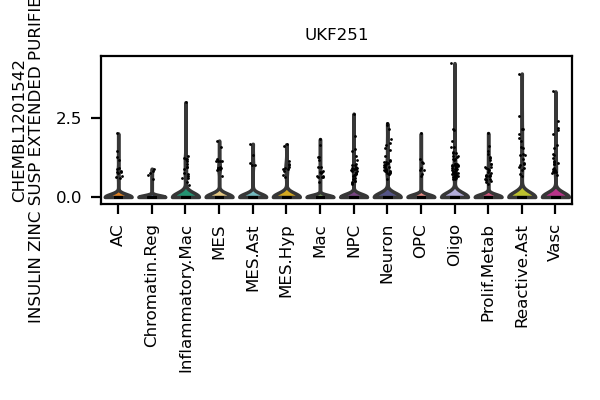 UKF251
CHEMBL1201542
INSULIN ZINC SUSP EXTENDED PURIFIE
2.5
0.0
AC
Chromatin.Reg
Inflammatory.Mac
MES
MES.Ast
MES.Hyp
Mac
NPC
Neuron
OPC
Oligo
Prolif.Metab
Reactive.Ast
Vasc